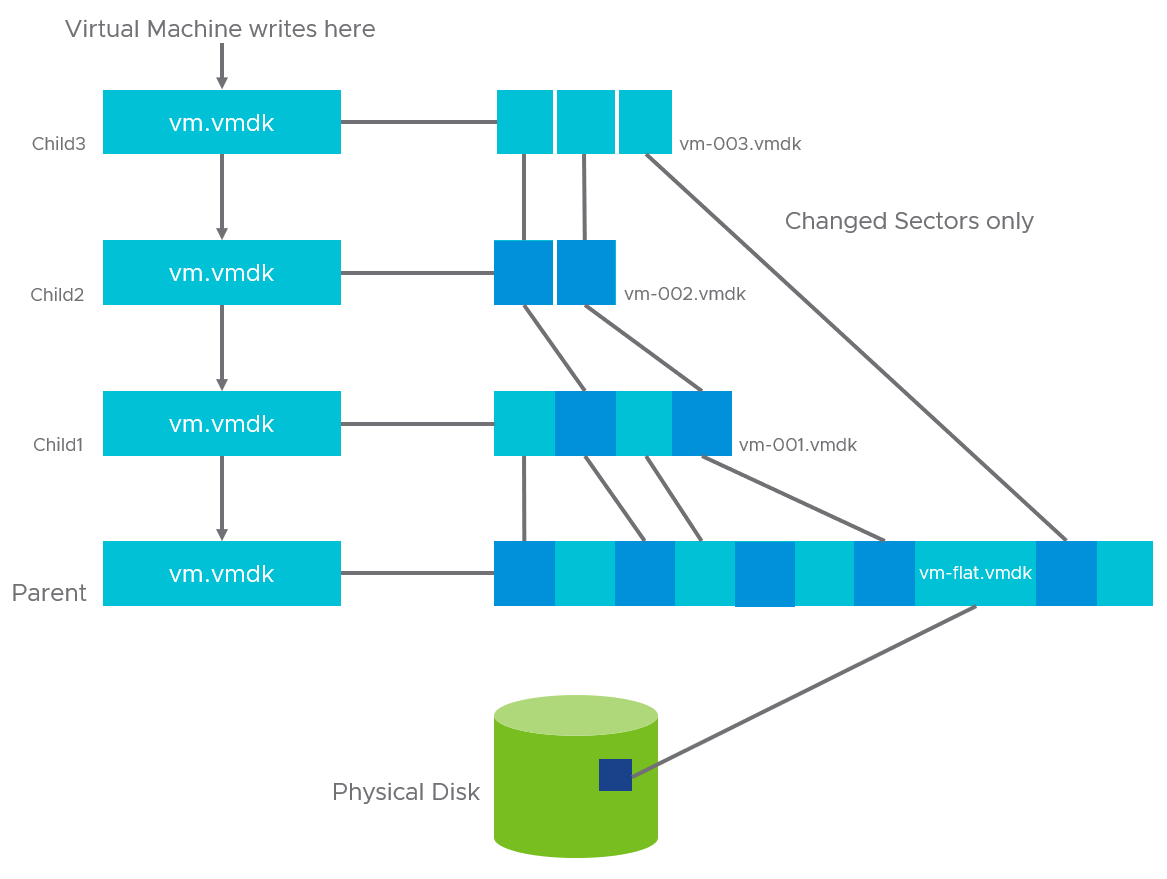 Virtual Machine writes here
vm.vmdk
Child3
vm-003.vmdk
Changed Sectors only
vm.vmdk
Child2
vm-002.vmdk
vm.vmdk
Child1
vm-001.vmdk
vm.vmdk
vm-flat.vmdk
Parent
Physical Disk